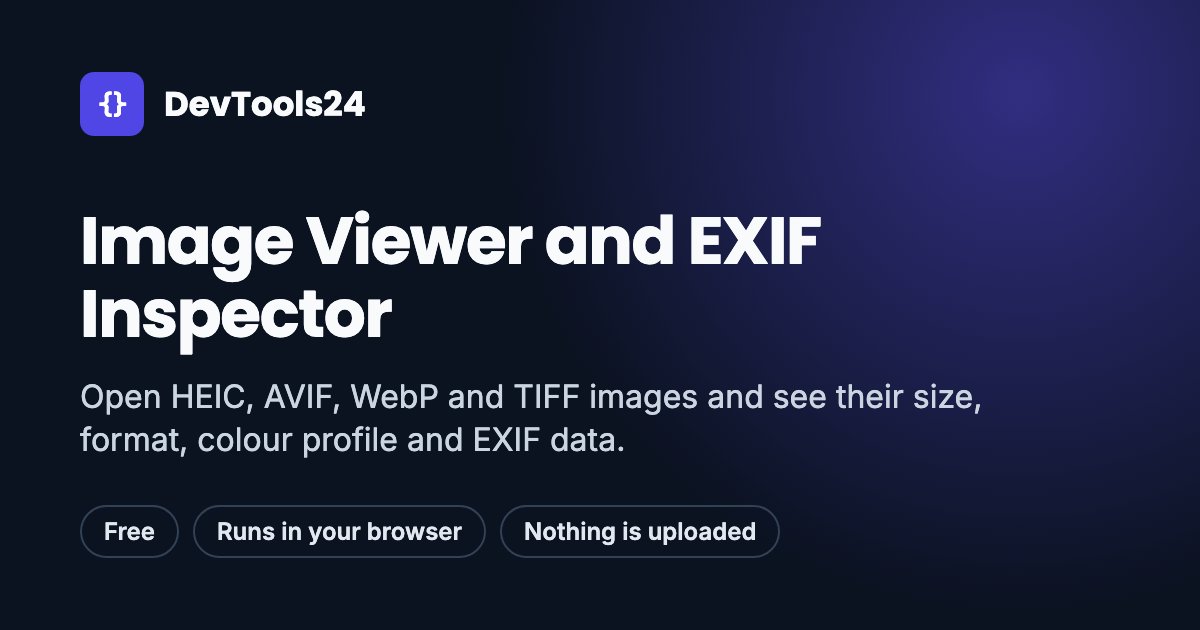 {} DevTools24
Image Viewer and EXIF
Inspector
Open HEIC, AVIF, WebP and TIFF images and see their size,
format, colour profile and EXIF data.
Free Runs in your browser Nothing is uploaded